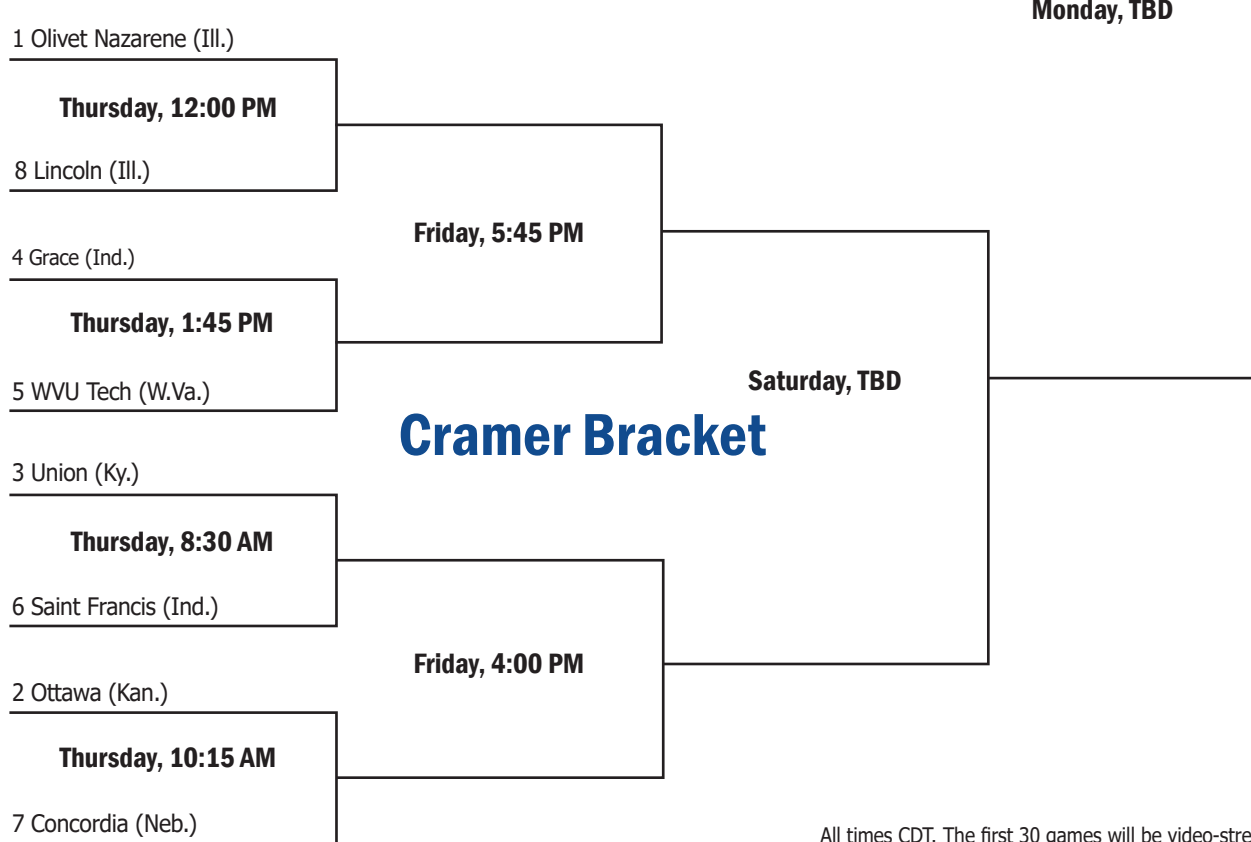 Monday, TBD
1 Olivet Nazarene (Ill.)
Thursday, 12:00 PM
8 Lincoln (Ill.)
Friday, 5:45 PM
4 Grace (Ind.)
Thursday, 1:45 PM
5 WVU Tech (W.Va.)
Saturday, TBD
Cramer Bracket
3 Union (Ky.)
Thursday, 8:30 AM
6 Saint Francis (Ind.)
Friday, 4:00 PM
2 Ottawa (Kan.)
Thursday, 10:15 AM
7 Concordia (Neb.)
All times CDT. The first 30 games will be video-stre